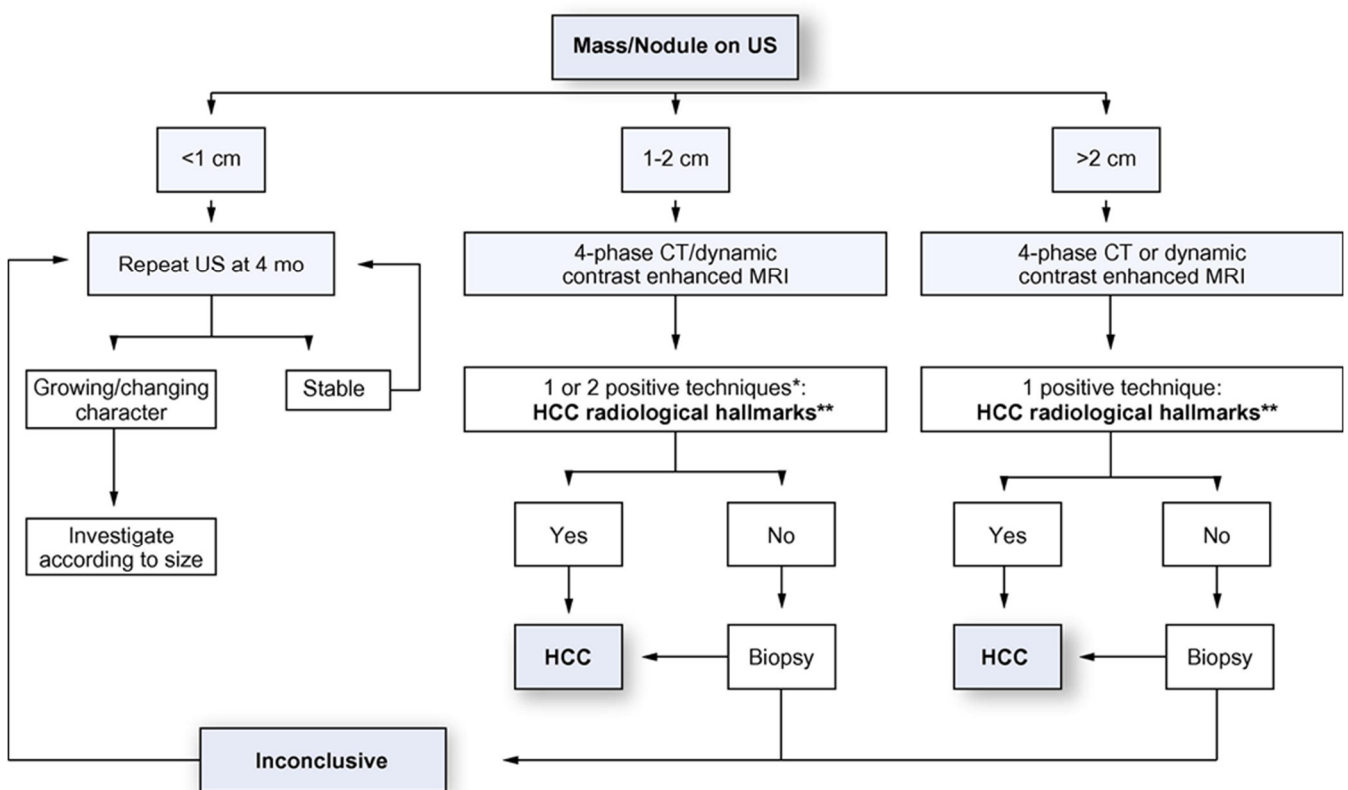 Mass/Nodule on US
<1 cm
1-2 cm
>2 cm
Repeat US at 4 mo
4-phase CT/dynamic
contrast enhanced MRI
4-phase CT or dynamic
contrast enhanced MRI
Growing/changing
character
Stable
1 or 2 positive techniques*:
HCC radiological hallmarks**
1 positive technique:
HCC radiological hallmarks**
Investigate
according to size
Yes
No
Yes
No
HCC
Biopsy
HCC
Biopsy
Inconclusive